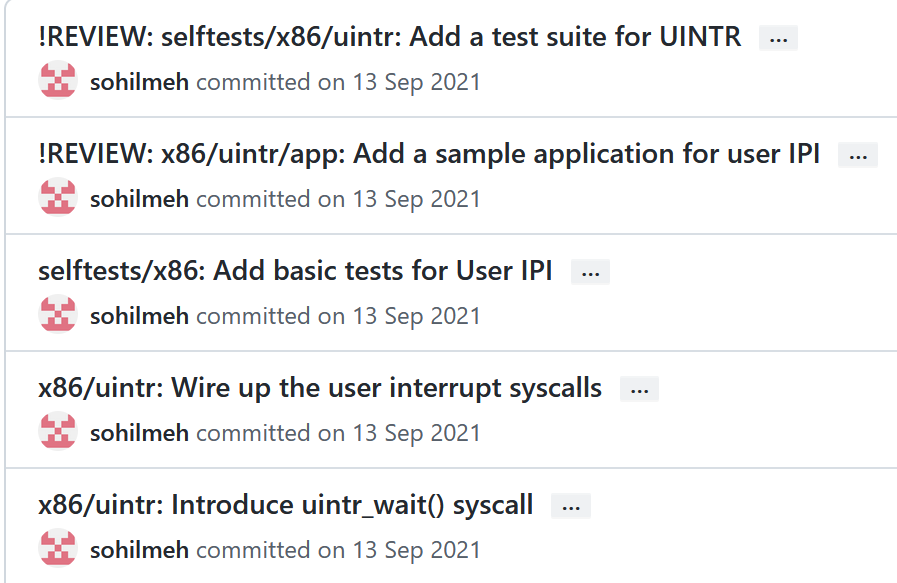 !REVIEW: selftests/x86/uintr: Add a test suite for UINTR ...
sohilmeh committed on 13 Sep 2021
!REVIEW: x86/uintr/app: Add a sample application for user IPI ...
sohilmeh committed on 13 Sep 2021
selftests/x86: Add basic tests for User IPI ...
sohilmeh committed on 13 Sep 2021
x86/uintr: Wire up the user interrupt syscalls ...
sohilmeh committed on 13 Sep 2021
x86/uintr: Introduce uintr_wait() syscall ...
sohilmeh committed on 13 Sep 2021